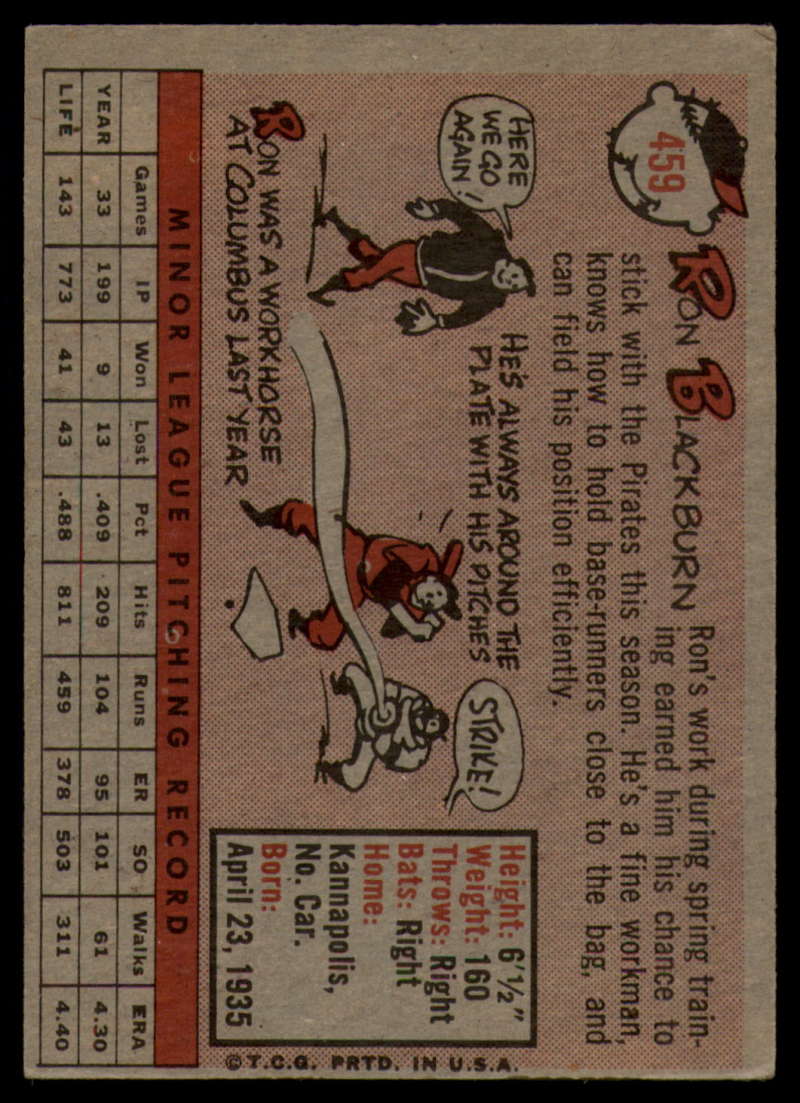 459
RON BLACKBURN
Ron's work during spring train-
ing earned him his chance to
stick with the Pirates this season. He's a fine workman,
knows how to hold base-runners close to the bag, and
can field his position efficiently.
HERE
WE GO
AGAIN!
HE'S ALWAYS AROUND THE
PLATE WITH HIS PITCHES
STRIKE!
RON WAS A WORKHORSE
AT COLUMBUS LAST YEAR
Height: 6'1½"
Weight: 160
Throws: Right
Bats: Right
Home:
Kannapolis,
No. Car.
Born:
April 23, 1935
© T.C.G. PRTD. IN U.S.A.
MINOR LEAGUE PITCHING RECORD
Games IP Won Lost Pct Hits Runs ER SO Walks ERA
YEAR 33 199 9 13 .409 209 104 95 101 61 4.30
LIFE 143 773 41 43 .488 811 459 378 503 311 4.40